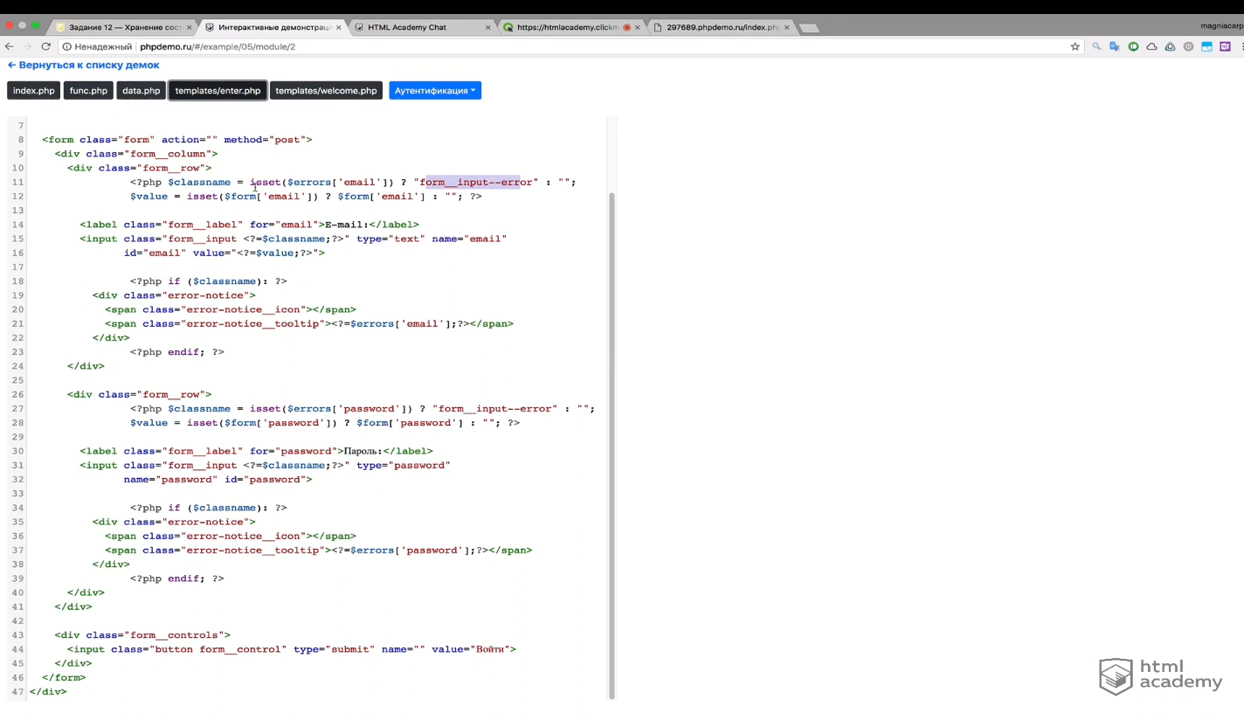 Задание 12 — Хранение сос
Интерактивные демонстрац
HTML Academy Chat
https://htmlacademy.clickm
297689.phpdemo.ru/index.ph
magniacarp
Ненадежный
phpdemo.ru/#/example/05/module/2
← Вернуться к списку демок
index.php
func.php
data.php
templates/enter.php
templates/welcome.php
Аутентификация
7
8 <form class="form" action="" method="post">
9 <div class="form__column">
10 <div class="form__row">
11 <?php $classname = isset($errors['email']) ? "form__input--error" : "";
12 $value = isset($form['email']) ? $form['email'] : ""; ?>
13
14 <label class="form__label" for="email">E-mail:</label>
15 <input class="form__input <?=$classname;?>" type="text" name="email"
16 id="email" value="<?=$value;?>">
17
18 <?php if ($classname): ?>
19 <div class="error-notice">
20 <span class="error-notice__icon"></span>
21 <span class="error-notice__tooltip"><?=$errors['email'];?></span>
22 </div>
23 <?php endif; ?>
24 </div>
25
26 <div class="form__row">
27 <?php $classname = isset($errors['password']) ? "form__input--error" : "";
28 $value = isset($form['password']) ? $form['password'] : ""; ?>
29
30 <label class="form__label" for="password">Пароль:</label>
31 <input class="form__input <?=$classname;?>" type="password"
32 name="password" id="password">
33
34 <?php if ($classname): ?>
35 <div class="error-notice">
36 <span class="error-notice__icon"></span>
37 <span class="error-notice__tooltip"><?=$errors['password'];?></span>
38 </div>
39 <?php endif; ?>
40 </div>
41 </div>
42
43 <div class="form__controls">
44 <input class="button form__control" type="submit" name="" value="Войти">
45 </div>
46 </form>
47 </div>
html
academy